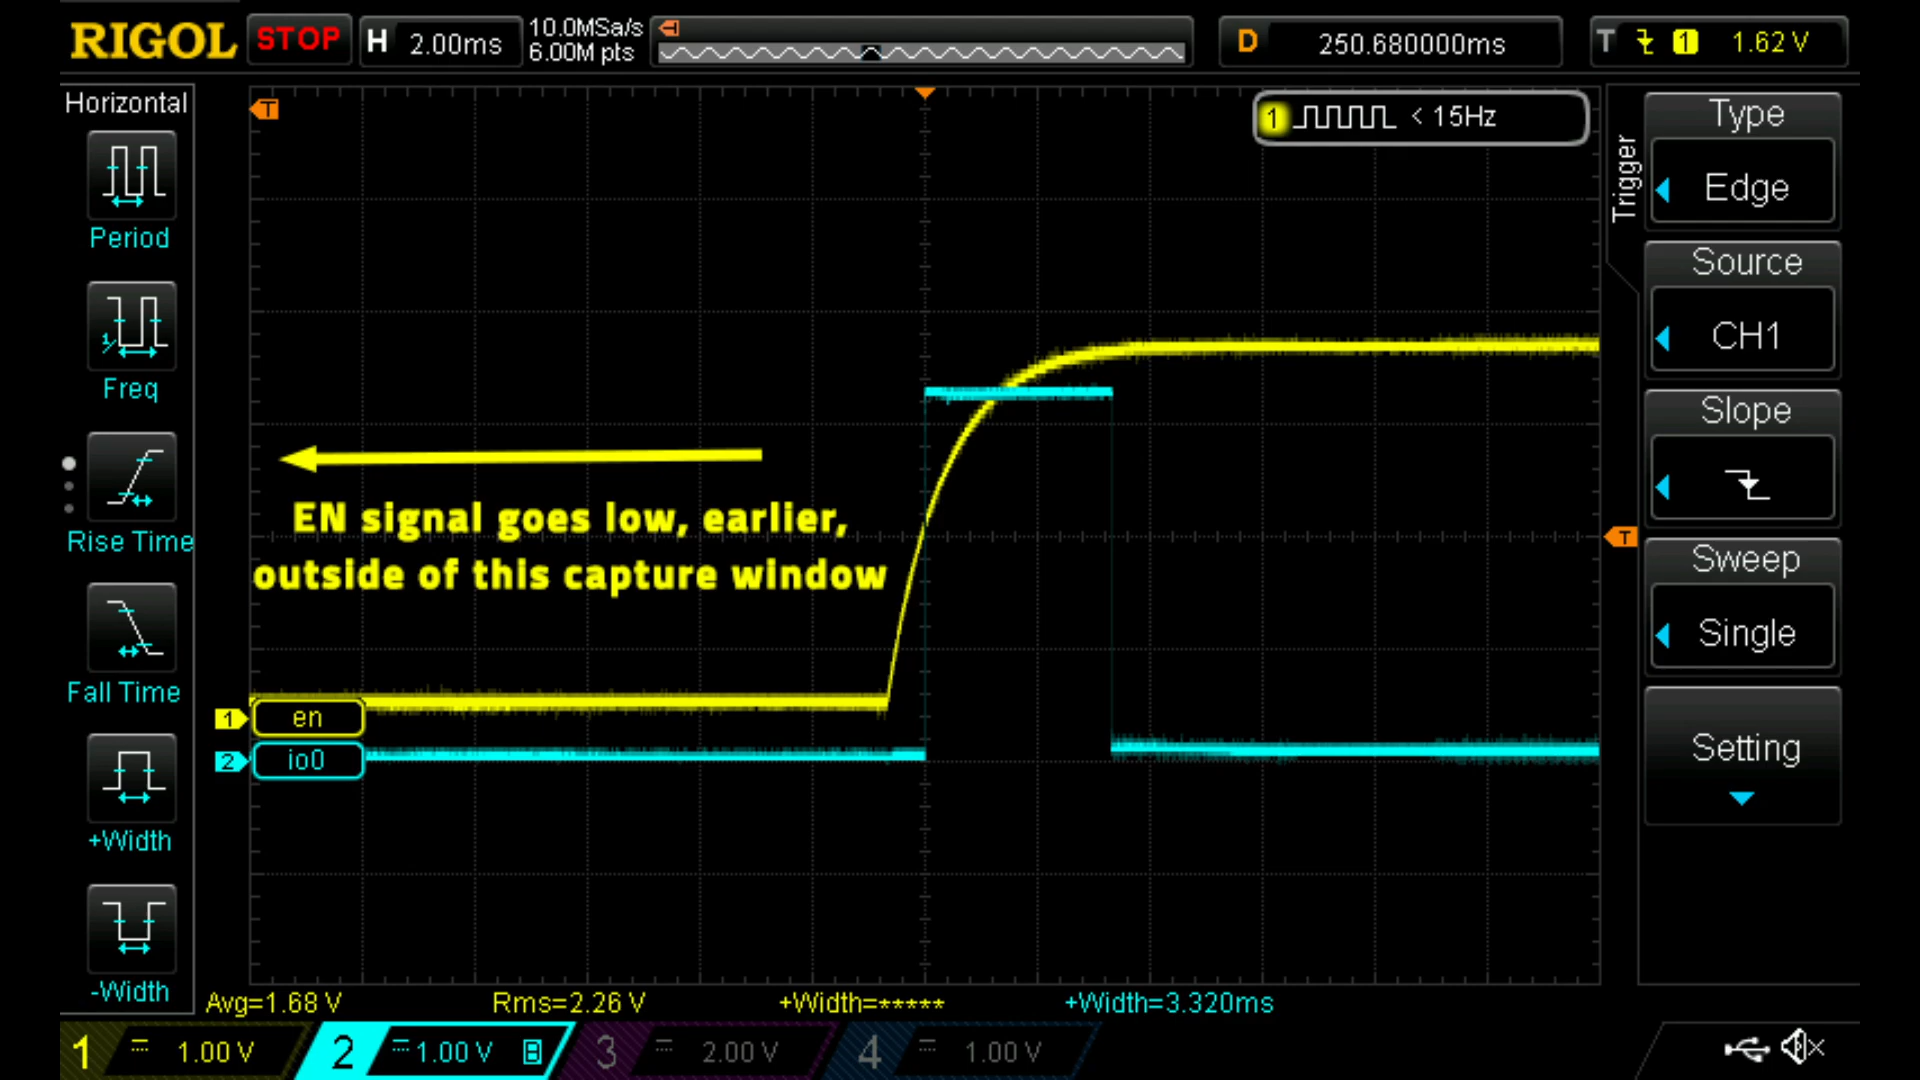 RIGOL STOP H 2.00ms 10.0MSa/s 6.00M pts D 250.680000ms T 1 1.62 V
Horizontal
Period
Freq
Rise Time
Fall Time
+Width
-Width
T
1 < 15Hz
EN signal goes low, earlier,
outside of this capture window
1 en
2 io0
T
Trigger
Type
Edge
Source
CH1
Slope
Sweep
Single
Setting
Avg=1.68 V Rms=2.26 V +Width=***** +Width=3.320ms
1 1.00 V 2 1.00 V B 3 2.00 V 4 1.00 V